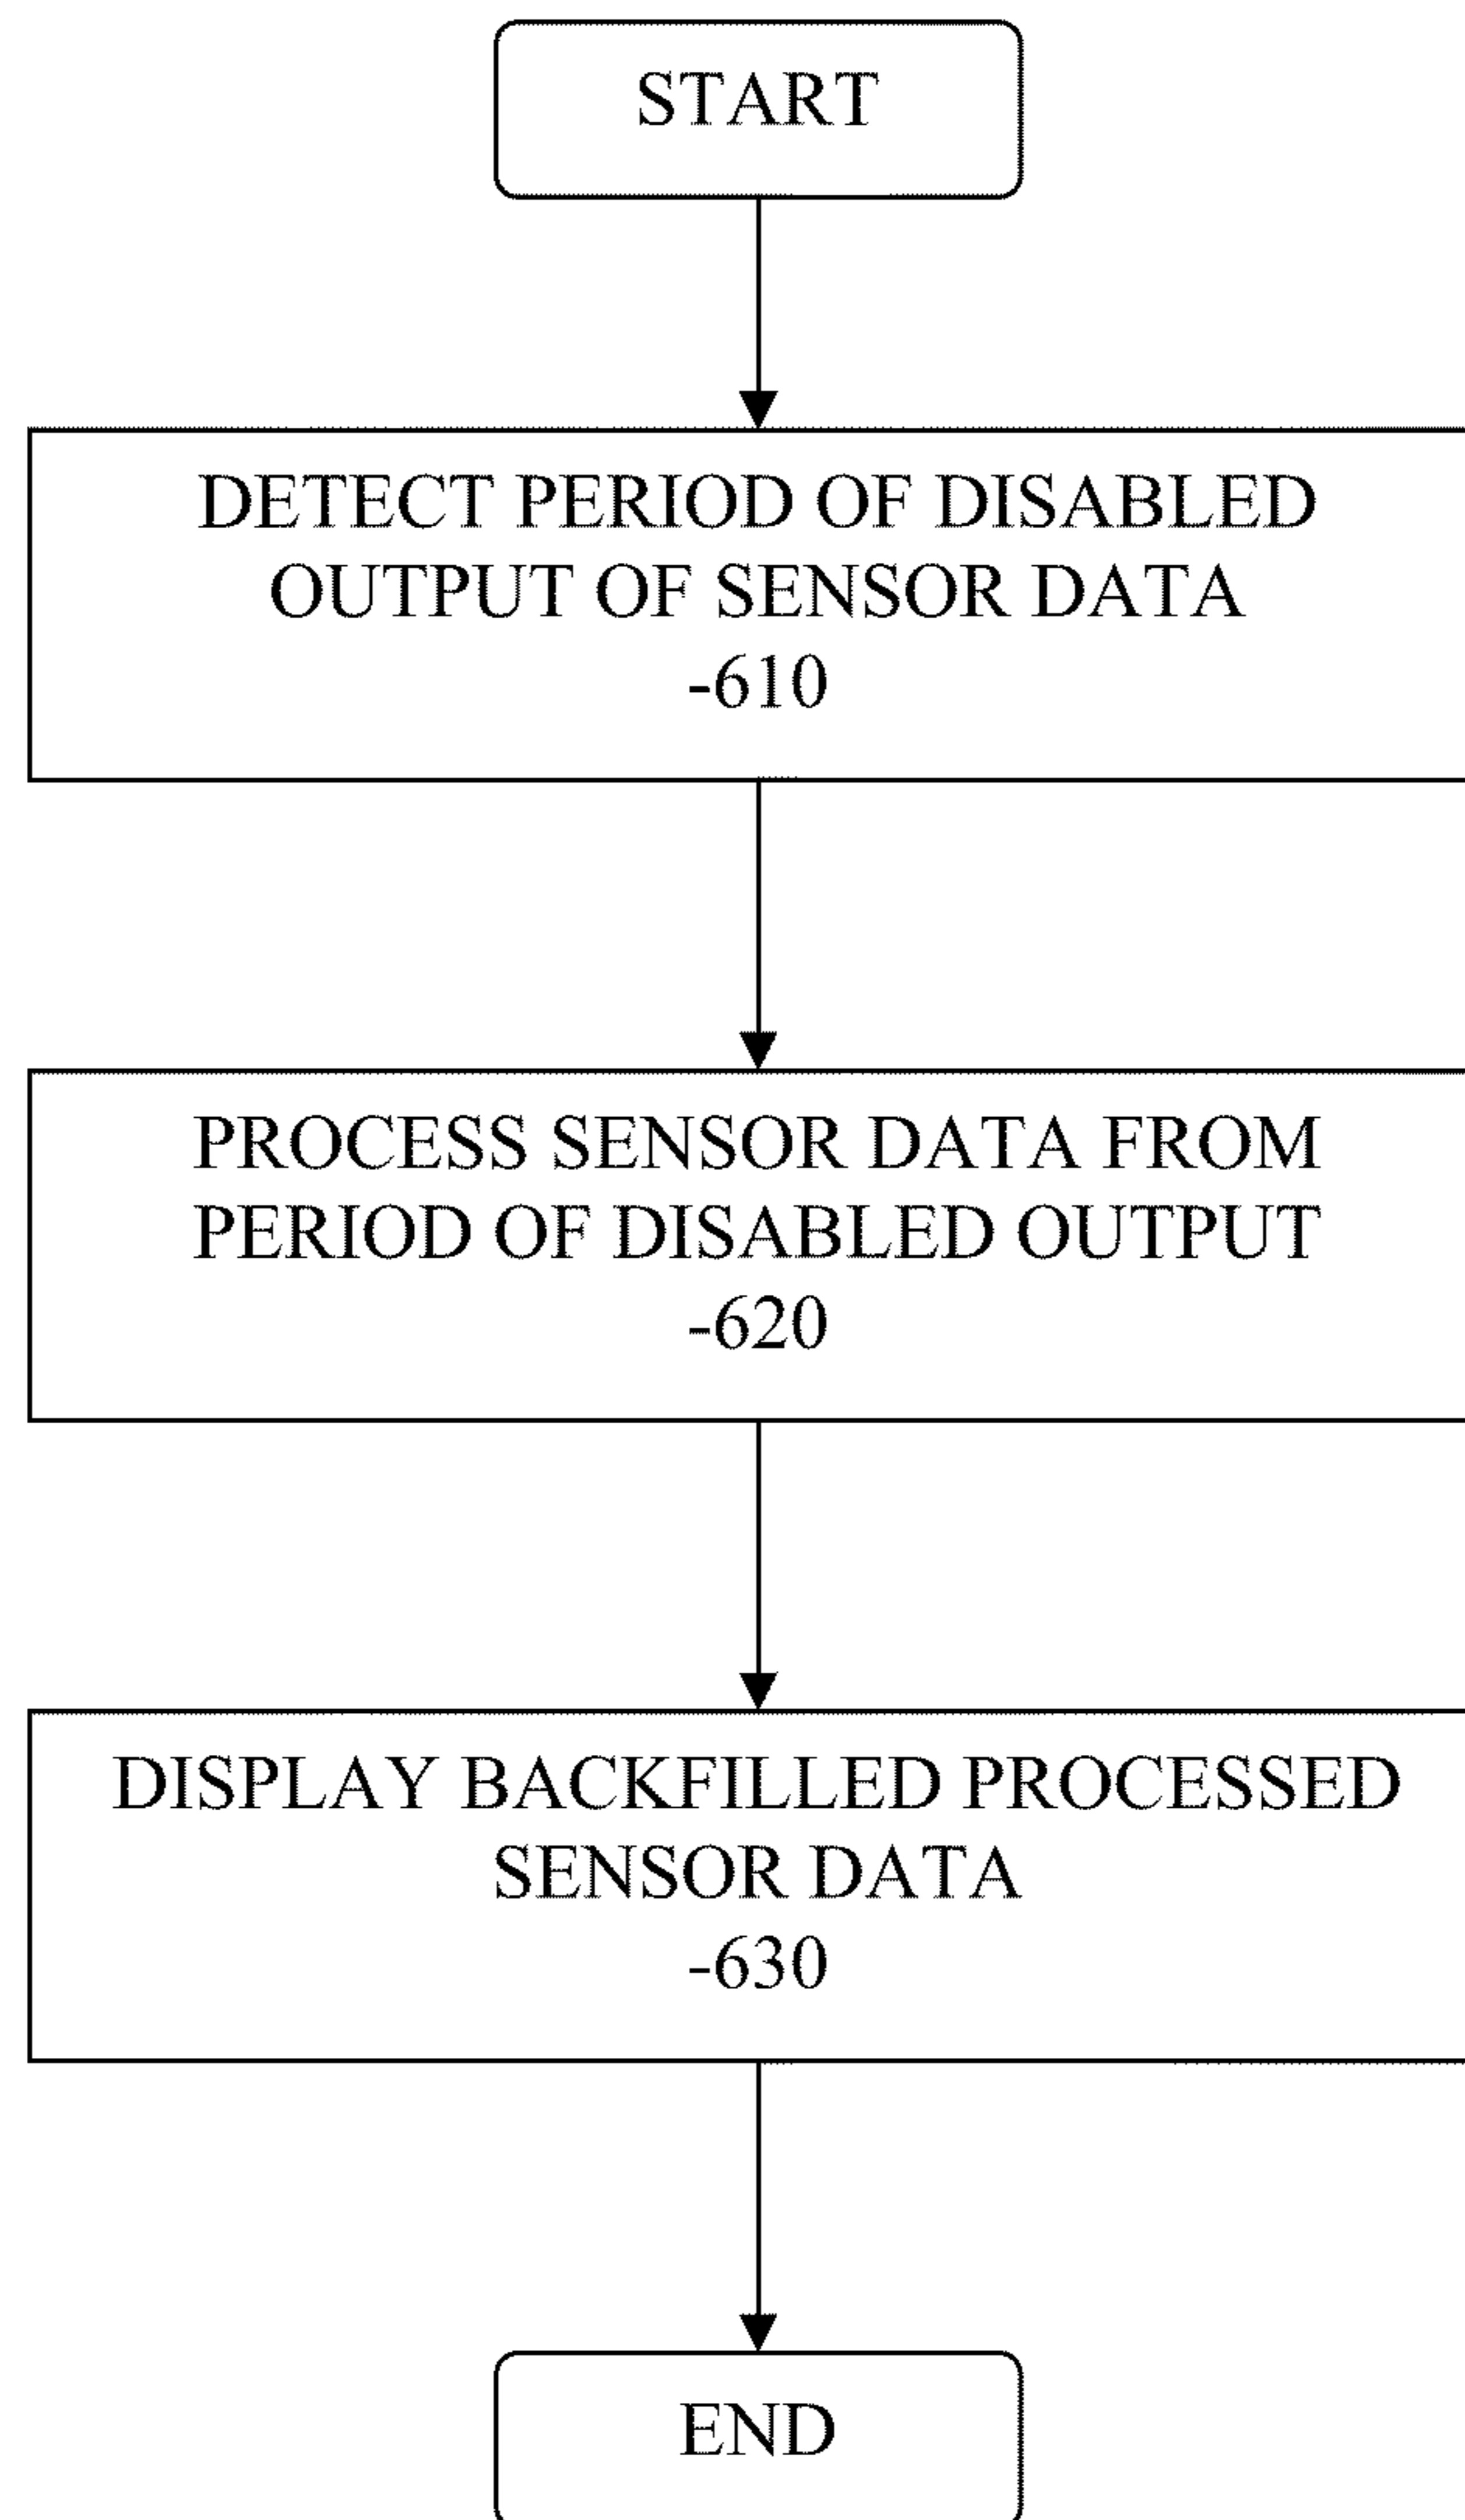 START
DETECT PERIOD OF DISABLED
OUTPUT OF SENSOR DATA
-610
PROCESS SENSOR DATA FROM
PERIOD OF DISABLED OUTPUT
-620
DISPLAY BACKFILLED PROCESSED
SENSOR DATA
-630
END